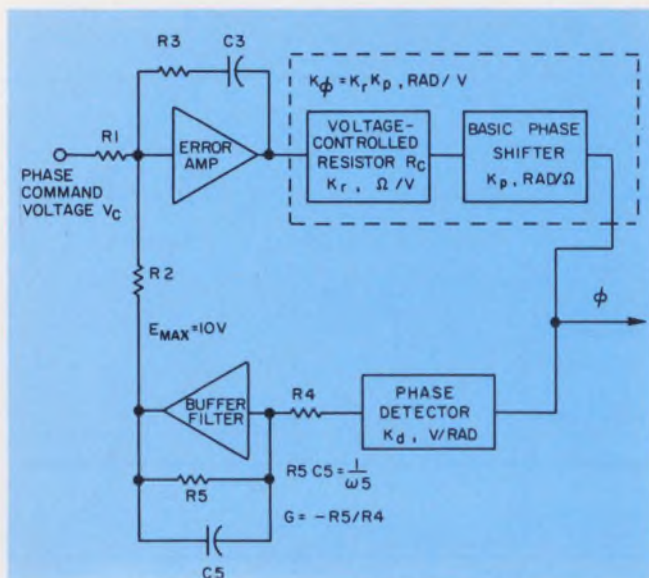 R3
C3
R1
ERROR
AMP
PHASE
COMMAND
VOLTAGE VC
Kϕ = Kr Kp, RAD / V
VOLTAGE-
CONTROLLED
RESISTOR RC
Kr, Ω/V
BASIC PHASE
SHIFTER
Kp, RAD/Ω
R2
ϕ
EMAX=10V
BUFFER
FILTER
R4
PHASE
DETECTOR
Kd, V/RAD
R5
R5 C5 = 1/ω5
G = -R5/R4
C5